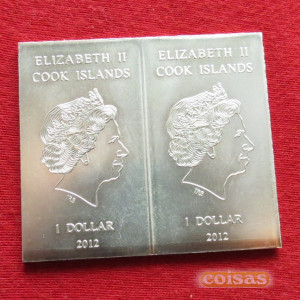 ELIZABETH II
COOK ISLANDS
1 DOLLAR
2012
ELIZABETH II
COOK ISLANDS
1 DOLLAR
2012
coisas